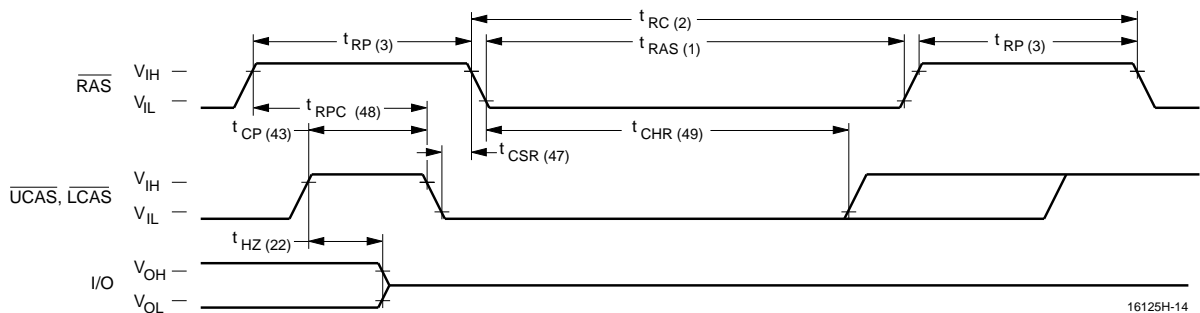 t RC (2)
t RP (3)
t RAS (1)
t RP (3)
RAS
VIH
VIL
t RPC (48)
t CP (43)
t CHR (49)
t CSR (47)
UCAS, LCAS
VIH
VIL
t HZ (22)
I/O
VOH
VOL
16125H-14